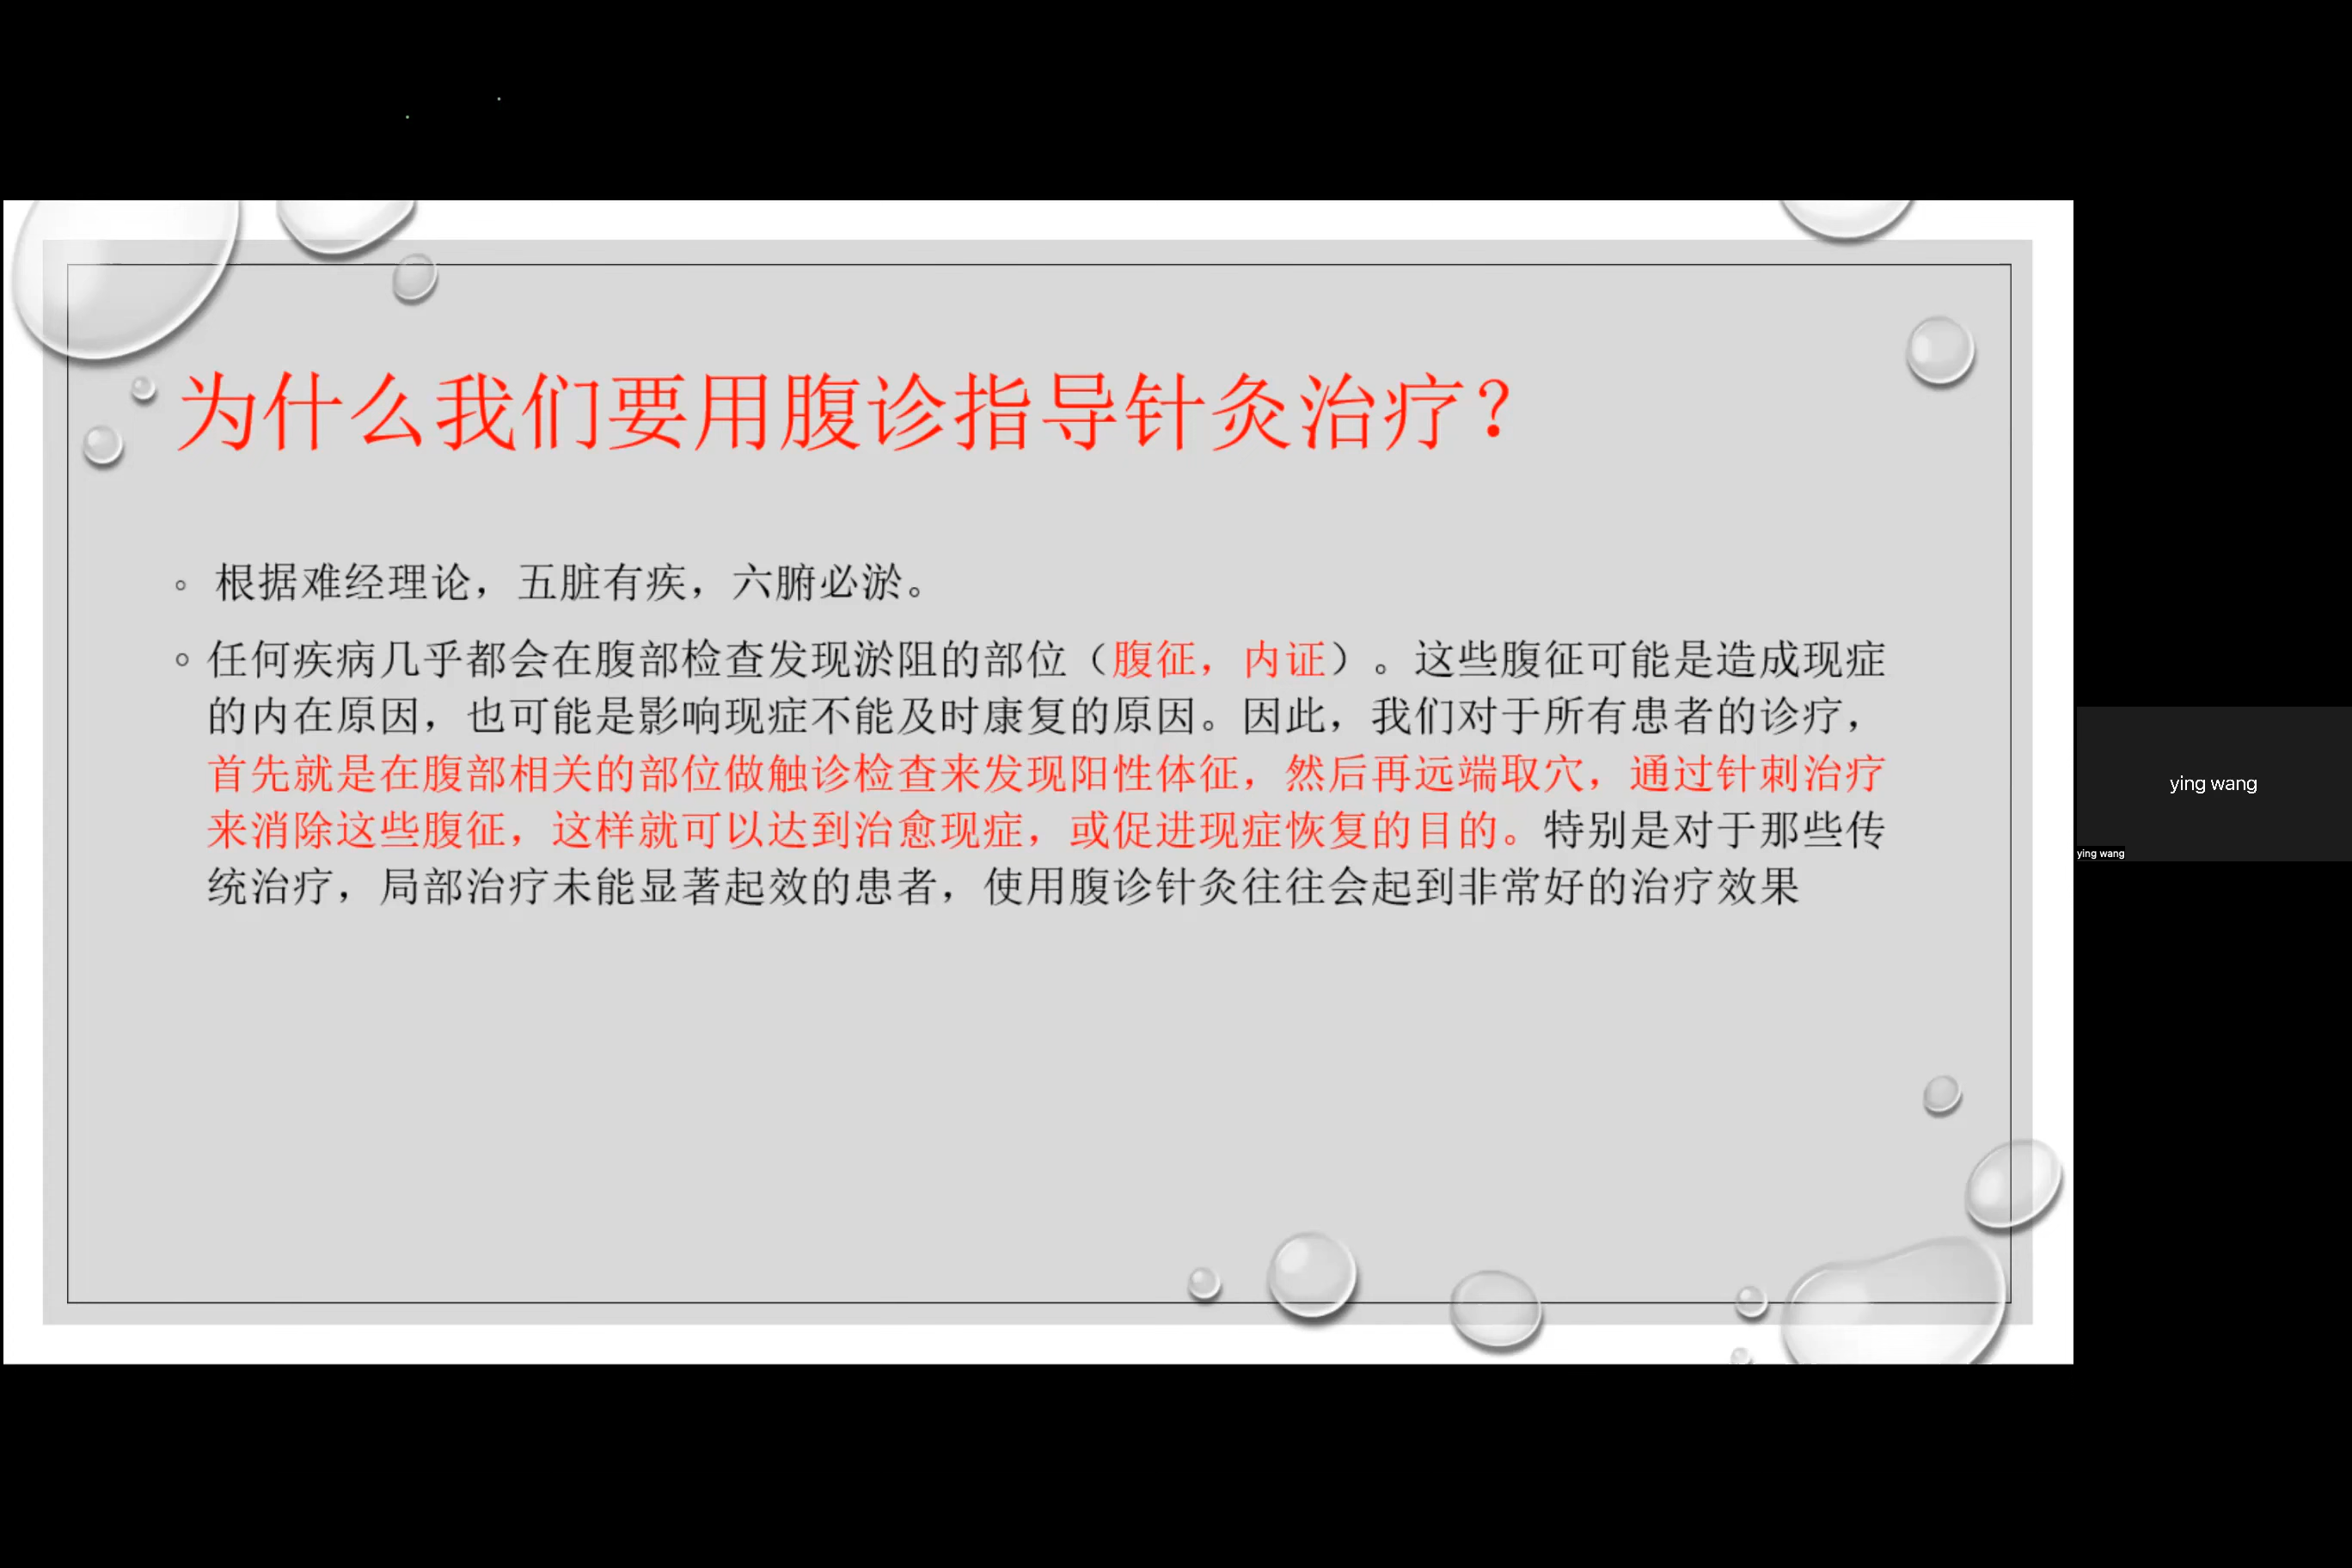 为什么我们要用腹诊指导针灸治疗?
◦ 根据难经理论，五脏有疾，六腑必淤。
◦ 任何疾病几乎都会在腹部检查发现淤阻的部位（腹征，内证）。这些腹征可能是造成现症
的内在原因，也可能是影响现症不能及时康复的原因。因此，我们对于所有患者的诊疗，
首先就是在腹部相关的部位做触诊检查来发现阳性体征，然后再远端取穴，通过针刺治疗
来消除这些腹征，这样就可以达到治愈现症，或促进现症恢复的目的。特别是对于那些传
统治疗，局部治疗未能显著起效的患者，使用腹诊针灸往往会起到非常好的治疗效果
ying wang
ying wang